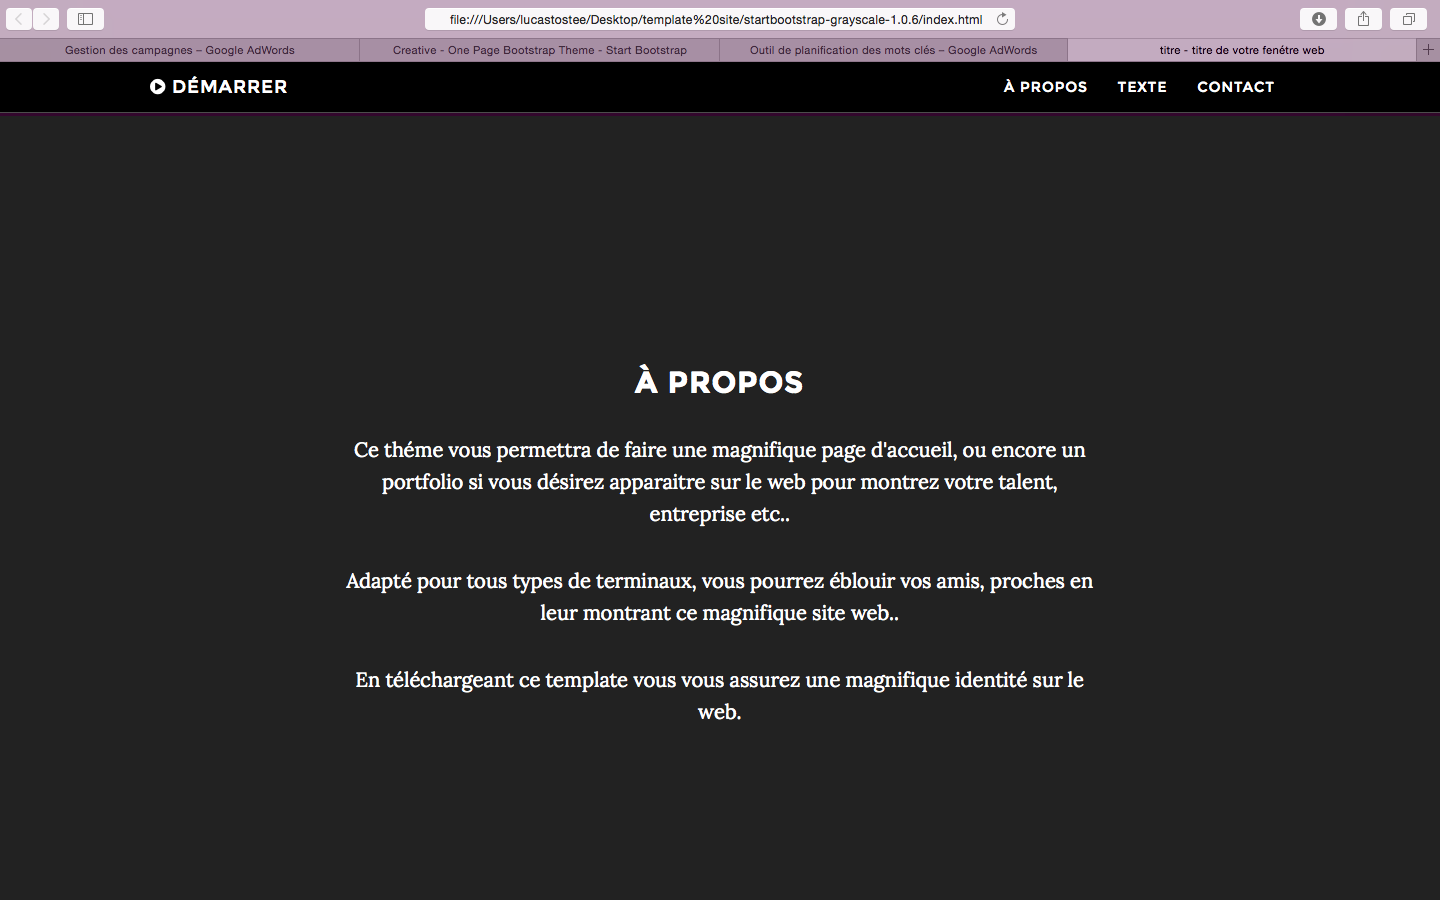 file:///Users/lucastostee/Desktop/template%20site/startbootstrap-grayscale-1.0.6/index.html
Gestion des campagnes – Google AdWords
Creative - One Page Bootstrap Theme - Start Bootstrap
Outil de planification des mots clés – Google AdWords
titre - titre de votre fenétre web
DÉMARRER
À PROPOS
TEXTE
CONTACT
À PROPOS
Ce théme vous permettra de faire une magnifique page d'accueil, ou encore un
portfolio si vous désirez apparaitre sur le web pour montrez votre talent,
entreprise etc..
Adapté pour tous types de terminaux, vous pourrez éblouir vos amis, proches en
leur montrant ce magnifique site web..
En téléchargeant ce template vous vous assurez une magnifique identité sur le
web.